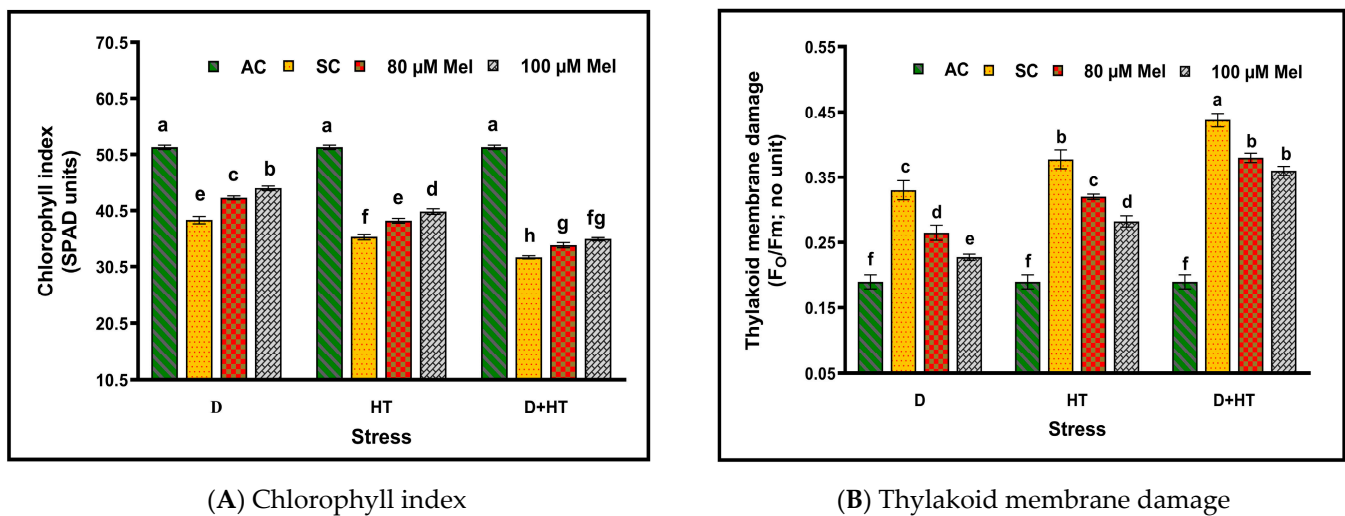 70.5
60.5
50.5
40.5
30.5
20.5
10.5
Chlorophyll index
(SPAD units)
AC SC 80 μM Mel 100 μM Mel
a e c b
a f e d
a h g fg
D HT D+HT
Stress
(A) Chlorophyll index
0.55
0.45
0.35
0.25
0.15
0.05
Thylakoid membrane damage
(FO/Fm; no unit)
AC SC 80 μM Mel 100 μM Mel
f c d e
f b c d
f a b b
D HT D+HT
Stress
(B) Thylakoid membrane damage